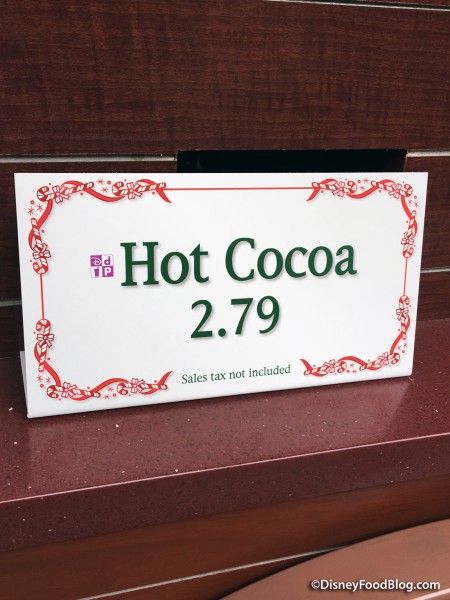 Hot Cocoa
2.79
Sales tax not included
©DisneyFoodBlog.com